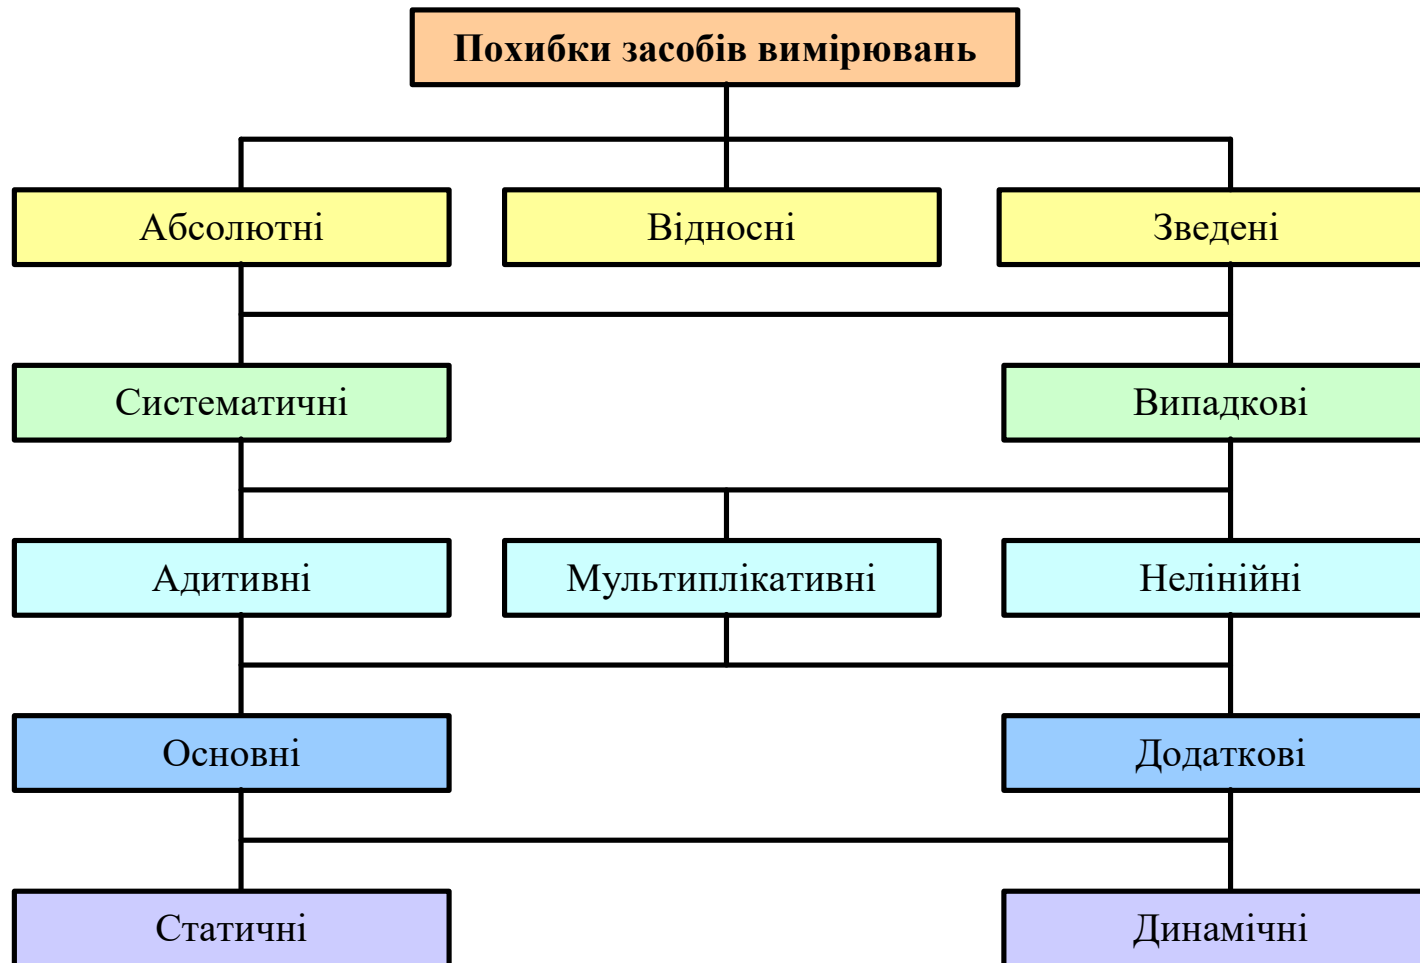 Похибки засобів вимірювань
Абсолютні
Відносні
Зведені
Систематичні
Випадкові
Адитивні
Мультиплікативні
Нелінійні
Основні
Додаткові
Статичні
Динамічні